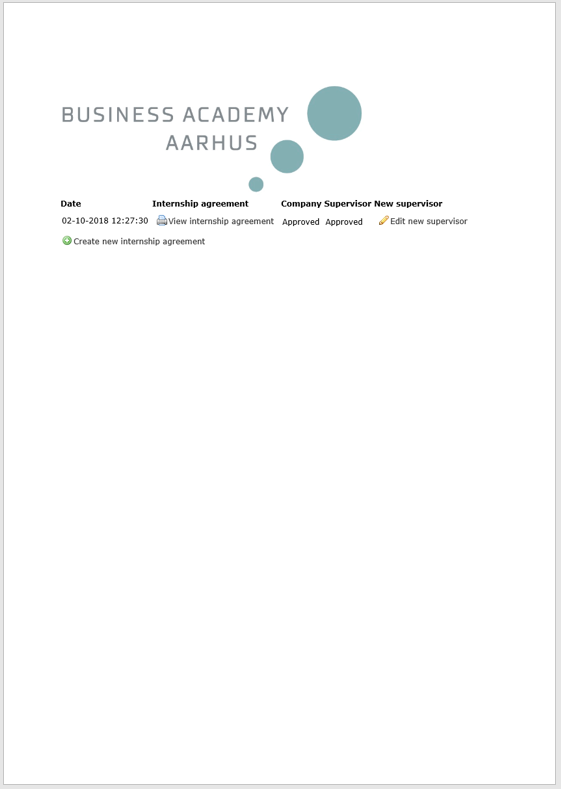 BUSINESS ACADEMY
AARHUS
Date Internship agreement Company Supervisor New supervisor
02-10-2018 12:27:30 View internship agreement Approved Approved Edit new supervisor
Create new internship agreement